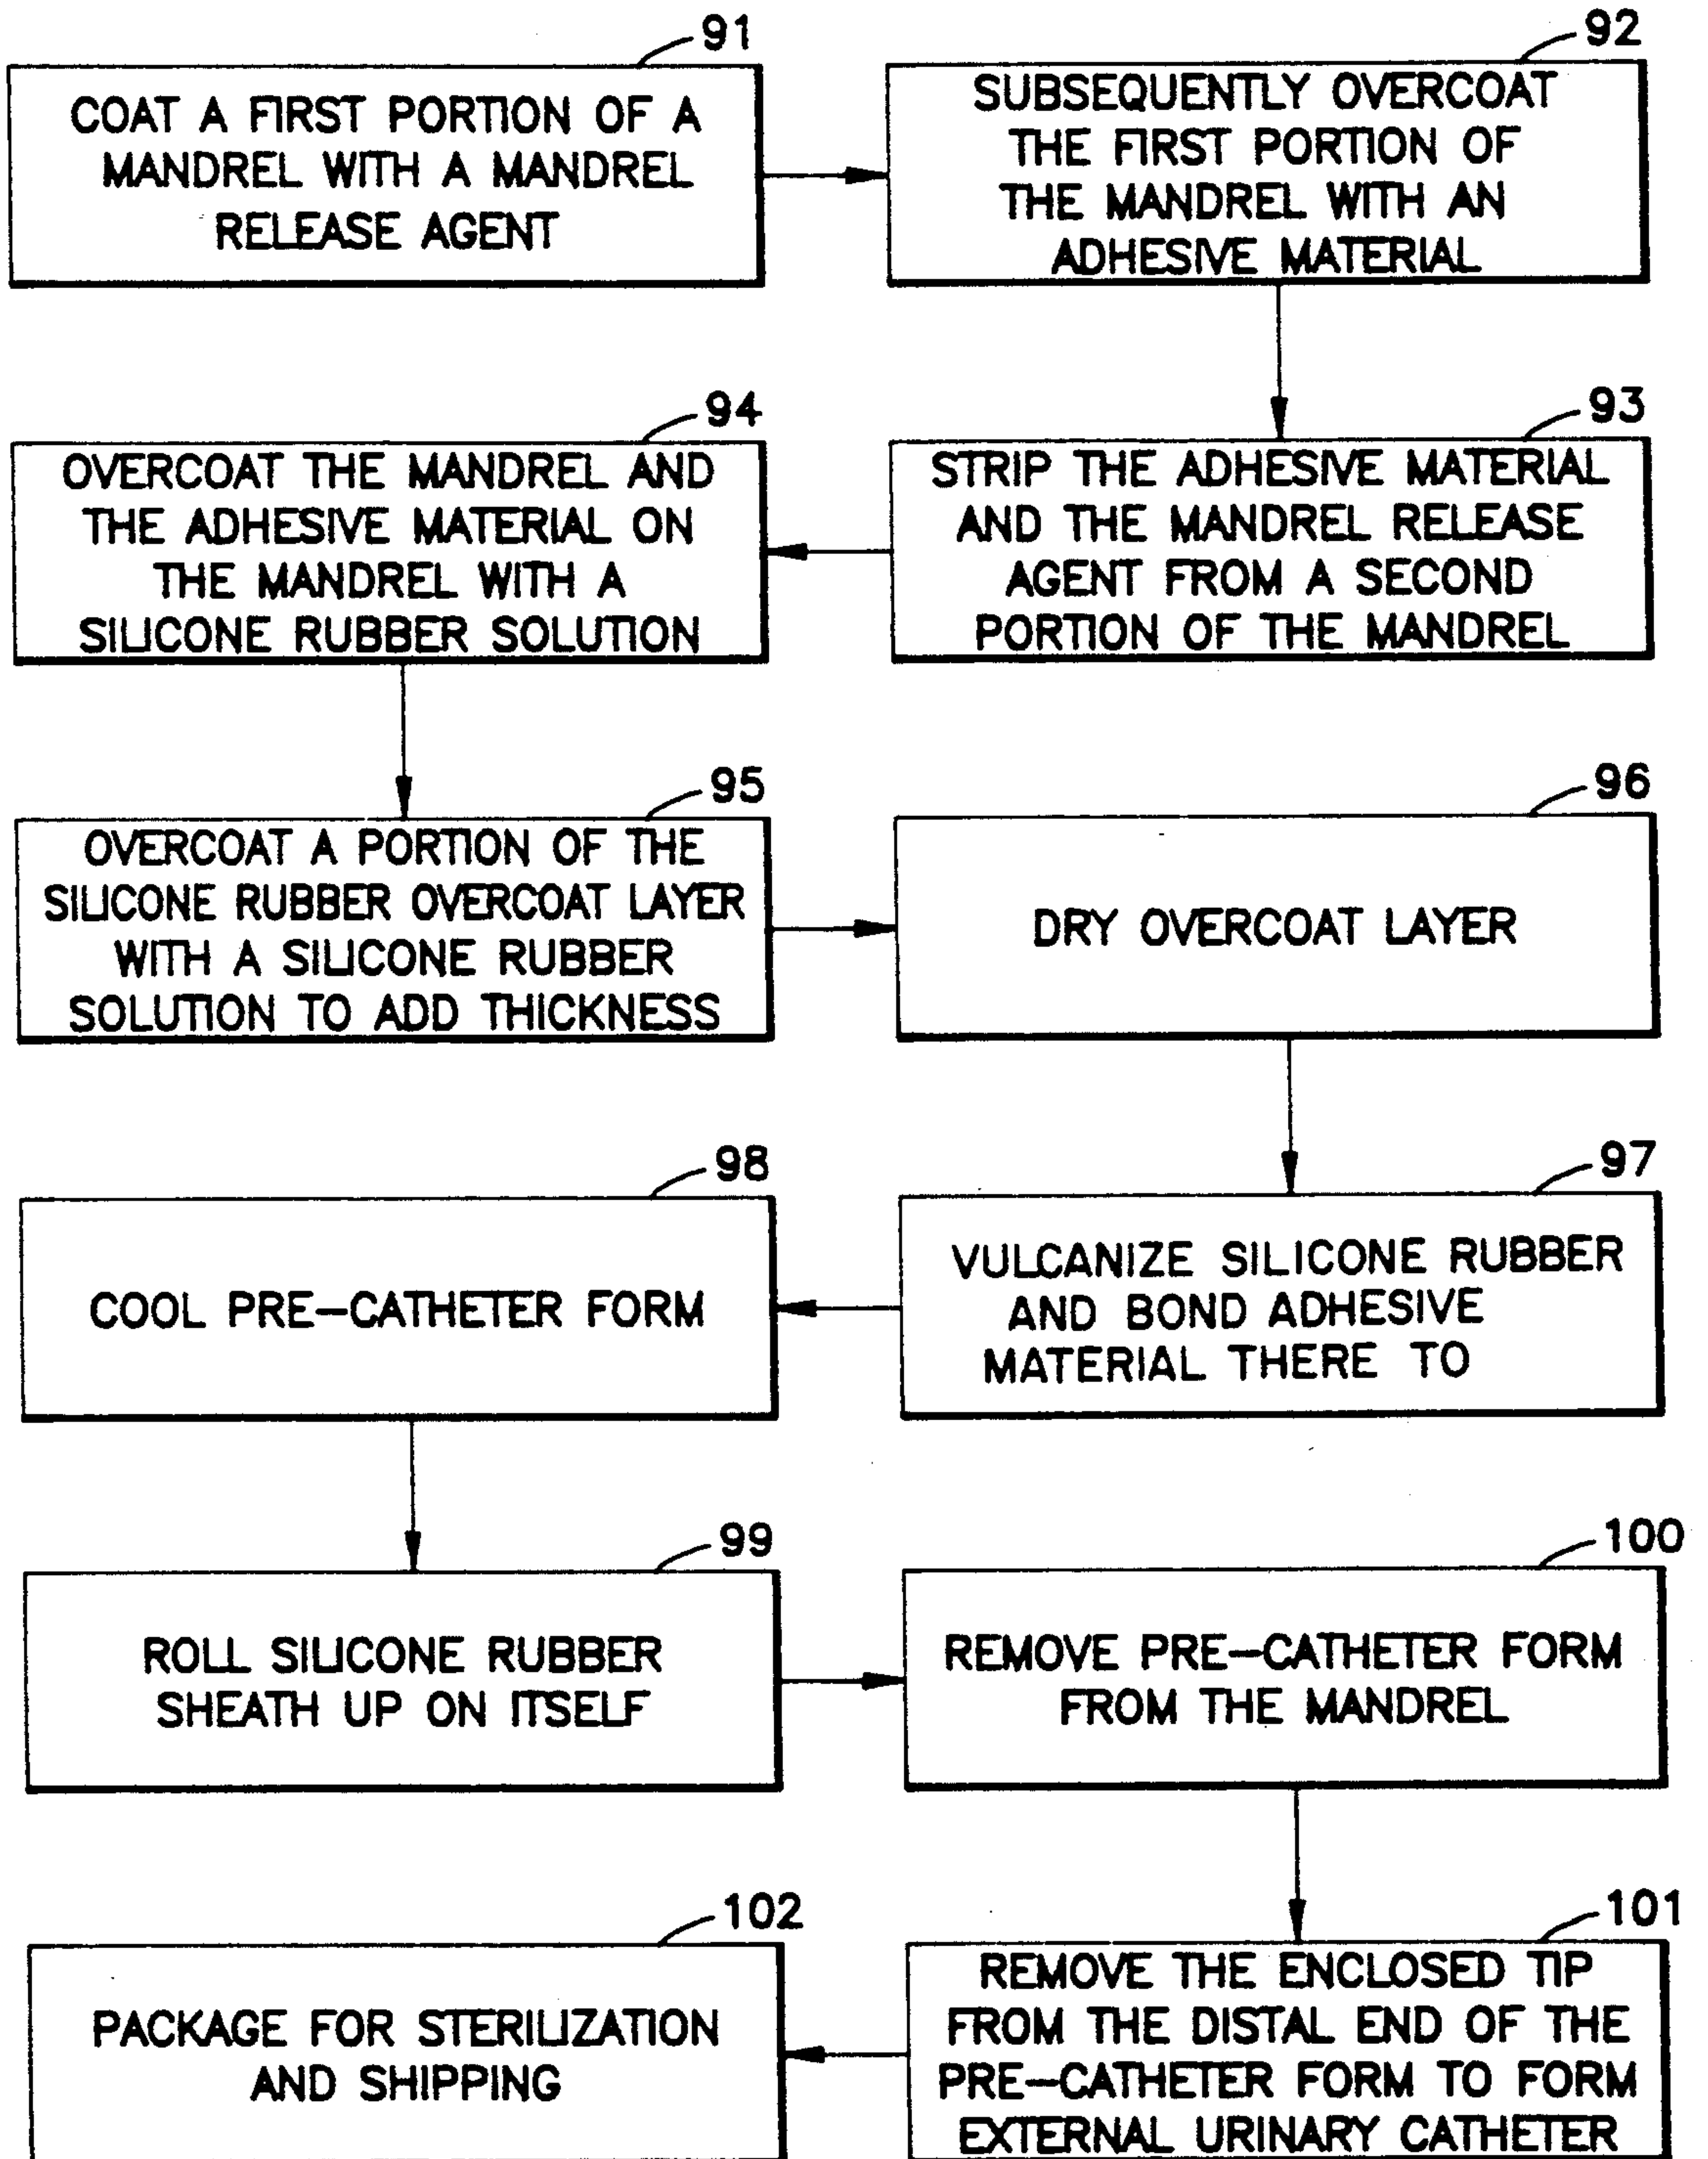 91
COAT A FIRST PORTION OF A
MANDREL WITH A MANDREL
RELEASE AGENT
92
SUBSEQUENTLY OVERCOAT
THE FIRST PORTION OF
THE MANDREL WITH AN
ADHESIVE MATERIAL
93
STRIP THE ADHESIVE MATERIAL
AND THE MANDREL RELEASE
AGENT FROM A SECOND
PORTION OF THE MANDREL
94
OVERCOAT THE MANDREL AND
THE ADHESIVE MATERIAL ON
THE MANDREL WITH A
SILICONE RUBBER SOLUTION
95
OVERCOAT A PORTION OF THE
SILICONE RUBBER OVERCOAT LAYER
WITH A SILICONE RUBBER
SOLUTION TO ADD THICKNESS
96
DRY OVERCOAT LAYER
97
VULCANIZE SILICONE RUBBER
AND BOND ADHESIVE
MATERIAL THERE TO
98
COOL PRE-CATHETER FORM
99
ROLL SILICONE RUBBER
SHEATH UP ON ITSELF
100
REMOVE PRE-CATHETER FORM
FROM THE MANDREL
101
REMOVE THE ENCLOSED TIP
FROM THE DISTAL END OF THE
PRE-CATHETER FORM TO FORM
EXTERNAL URINARY CATHETER
102
PACKAGE FOR STERILIZATION
AND SHIPPING